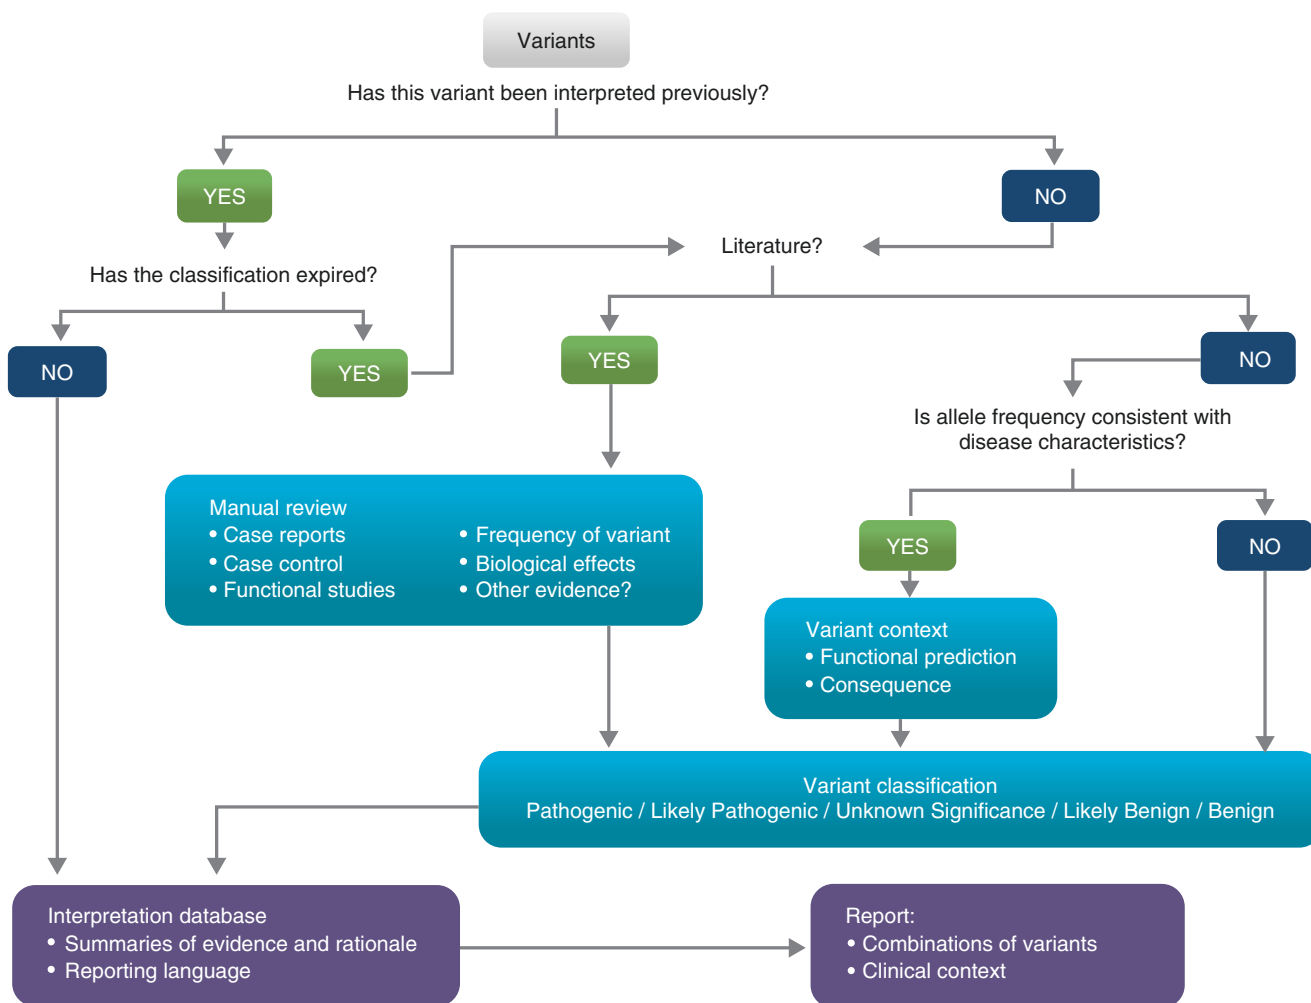 Variants
Has this variant been interpreted previously?
YES
NO
Literature?
Has the classification expired?
NO
YES
YES
NO
Is allele frequency consistent with
disease characteristics?
Manual review
• Case reports
• Case control
• Functional studies
• Frequency of variant
• Biological effects
• Other evidence?
YES
NO
Variant context
• Functional prediction
• Consequence
Variant classification
Pathogenic / Likely Pathogenic / Unknown Significance / Likely Benign / Benign
Interpretation database
• Summaries of evidence and rationale
• Reporting language
Report:
• Combinations of variants
• Clinical context